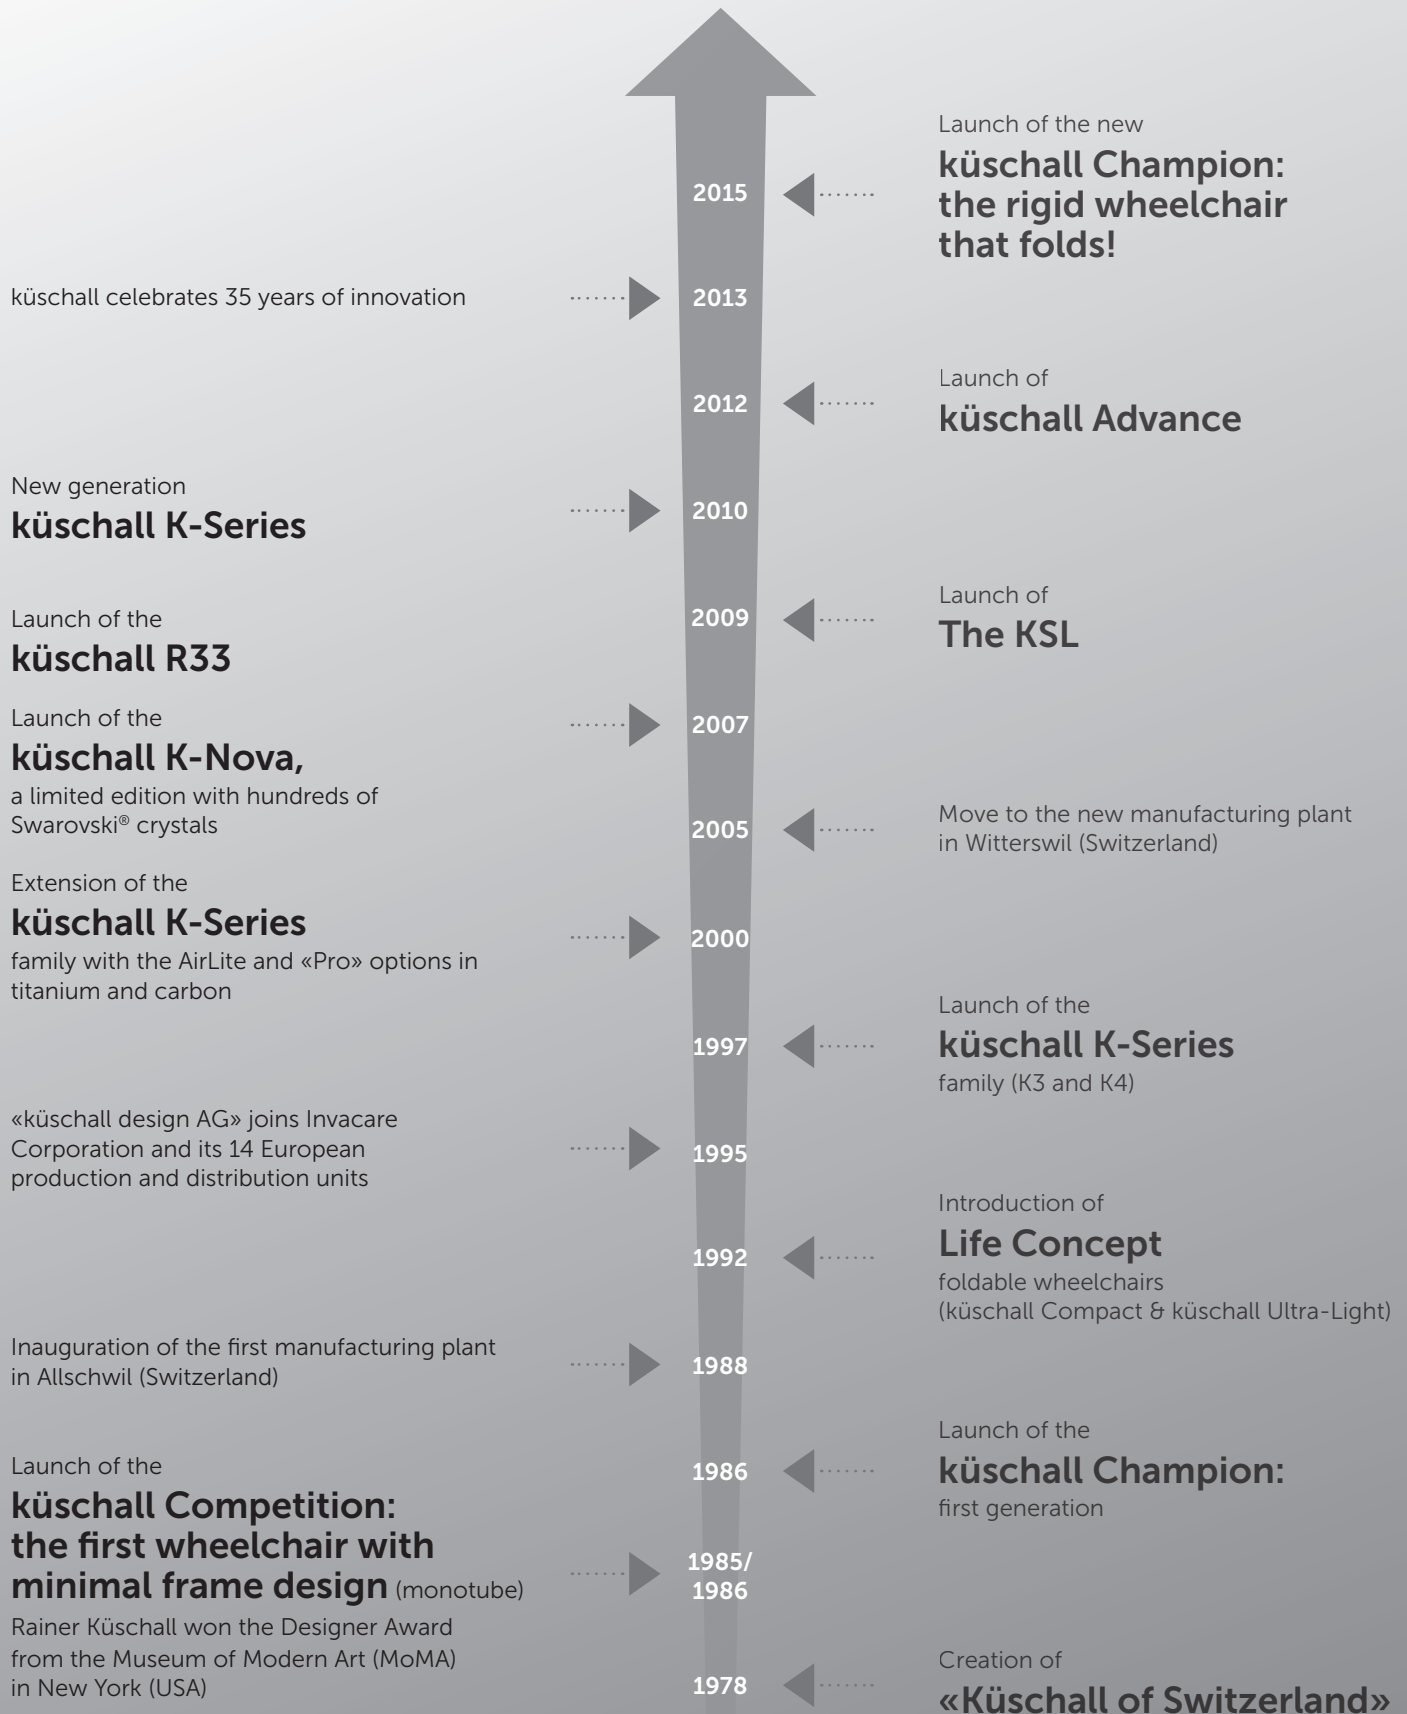 2015
Launch of the new
küschall Champion:
the rigid wheelchair
that folds!
küschall celebrates 35 years of innovation
2013
2012
Launch of
küschall Advance
New generation
küschall K-Series
2010
2009
Launch of
The KSL
Launch of the
küschall R33
Launch of the
küschall K-Nova,
a limited edition with hundreds of
Swarovski® crystals
2007
2005
Move to the new manufacturing plant
in Witterswil (Switzerland)
Extension of the
küschall K-Series
family with the AirLite and «Pro» options in
titanium and carbon
2000
1997
Launch of the
küschall K-Series
family (K3 and K4)
«küschall design AG» joins Invacare
Corporation and its 14 European
production and distribution units
1995
1992
Introduction of
Life Concept
foldable wheelchairs
(küschall Compact & küschall Ultra-Light)
Inauguration of the first manufacturing plant
in Allschwil (Switzerland)
1988
1986
Launch of the
küschall Champion:
first generation
Launch of the
küschall Competition:
the first wheelchair with
minimal frame design (monotube)
Rainer Küschall won the Designer Award
from the Museum of Modern Art (MoMA)
in New York (USA)
1985/
1986
1978
Creation of
«Küschall of Switzerland»